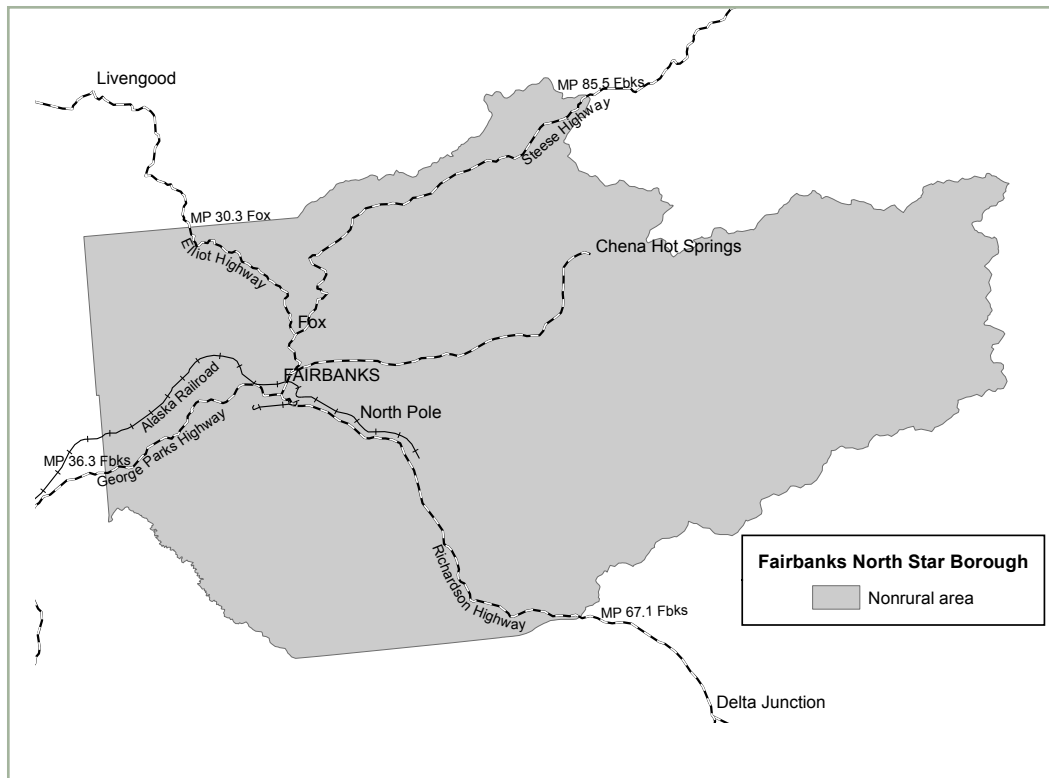 Livengood
MP 85.5 Fbks
Steese Highway
MP 30.3 Fox
Elliot Highway
Chena Hot Springs
Fox
FAIRBANKS
Alaska Railroad
North Pole
MP 36.3 Fbks
George Parks Highway
Richardson Highway
Fairbanks North Star Borough
Nonrural area
MP 67.1 Fbks
Delta Junction